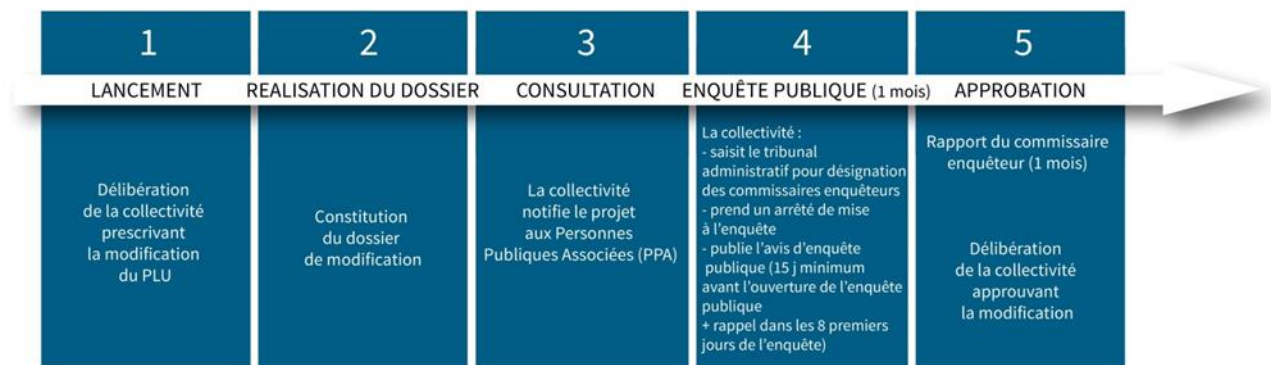 1
LANCEMENT
Délibération
de la collectivité
prescrivant
la modification
du PLU
2
REALISATION DU DOSSIER
Constitution
du dossier
de modification
3
CONSULTATION
La collectivité
notifie le projet
aux Personnes
Publiques Associées (PPA)
4
ENQUÊTE PUBLIQUE (1 mois)
La collectivité :
- saisit le tribunal
administratif pour désignation
des commissaires enquêteurs
- prend un arrêté de mise
à l’enquête
- publie l’avis d’enquête
publique (15 j minimum
avant l’ouverture de l’enquête
publique
+ rappel dans les 8 premiers
jours de l’enquête)
5
APPROBATION
Rapport du commissaire
enquêteur (1 mois)
Délibération
de la collectivité
approuvant
la modification